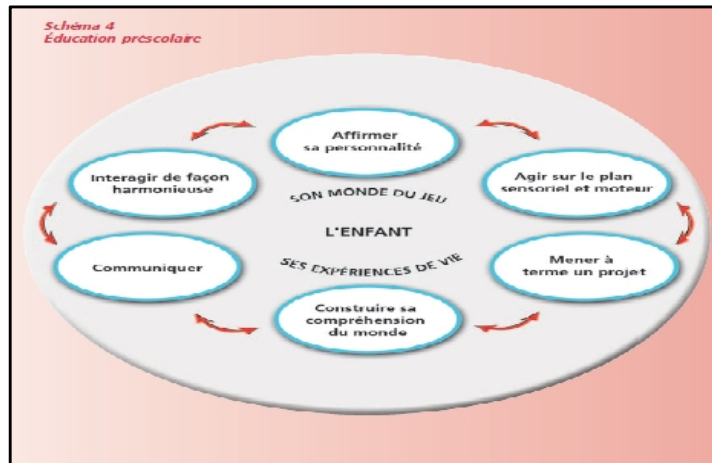 Schéma 4
Éducation préscolaire
Affirmer
sa personnalité
Interagir de façon
harmonieuse
Agir sur le plan
sensoriel et moteur
SON MONDE DU JEU
L'ENFANT
SES EXPÉRIENCES DE VIE
Communiquer
Mener à
terme un projet
Construire sa
compréhension
du monde